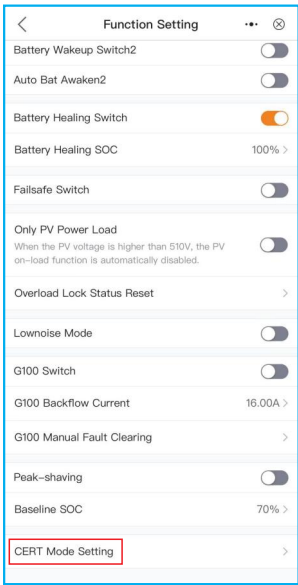 Function Setting
Battery Wakeup Switch2
Auto Bat Awaken2
Battery Healing Switch
Battery Healing SOC 100% >
Failsafe Switch
Only PV Power Load
When the PV voltage is higher than 510V, the PV
on-load function is automatically disabled.
Overload Lock Status Reset >
Lownoise Mode
G100 Switch
G100 Backflow Current 16.00A >
G100 Manual Fault Clearing >
Peak-shaving
Baseline SOC 70% >
CERT Mode Setting >